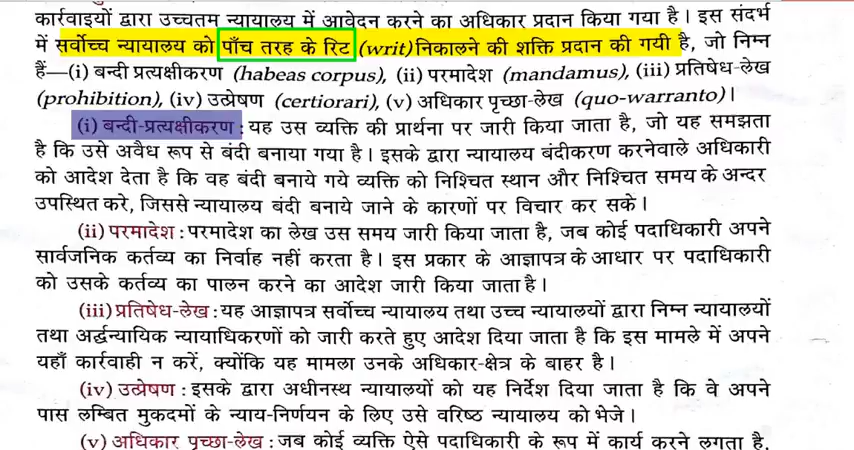 कार्रवाइयों द्वारा उच्चतम न्यायालय में आवेदन करने का अधिकार प्रदान किया गया है। इस संदर्भ
में सर्वोच्च न्यायालय को पाँच तरह के रिट (writ) निकालने की शक्ति प्रदान की गयी है, जो निम्न
हैं—(i) बन्दी प्रत्यक्षीकरण (habeas corpus), (ii) परमादेश (mandamus), (iii) प्रतिषेध-लेख
(prohibition), (iv) उत्प्रेषण (certiorari), (v) अधिकार पृच्छा-लेख (quo-warranto)।
(i) बन्दी-प्रत्यक्षीकरण : यह उस व्यक्ति की प्रार्थना पर जारी किया जाता है, जो यह समझता
है कि उसे अवैध रूप से बंदी बनाया गया है। इसके द्वारा न्यायालय बंदीकरण करनेवाले अधिकारी
को आदेश देता है कि वह बंदी बनाये गये व्यक्ति को निश्चित स्थान और निश्चित समय के अन्दर
उपस्थित करे, जिससे न्यायालय बंदी बनाये जाने के कारणों पर विचार कर सके।
(ii) परमादेश : परमादेश का लेख उस समय जारी किया जाता है, जब कोई पदाधिकारी अपने
सार्वजनिक कर्तव्य का निर्वाह नहीं करता है। इस प्रकार के आज्ञापत्र के आधार पर पदाधिकारी
को उसके कर्तव्य का पालन करने का आदेश जारी किया जाता है।
(iii) प्रतिषेध-लेख : यह आज्ञापत्र सर्वोच्च न्यायालय तथा उच्च न्यायालयों द्वारा निम्न न्यायालयों
तथा अर्द्धन्यायिक न्यायाधिकरणों को जारी करते हुए आदेश दिया जाता है कि इस मामले में अपने
यहाँ कार्रवाही न करें, क्योंकि यह मामला उनके अधिकार-क्षेत्र के बाहर है।
(iv) उत्प्रेषण : इसके द्वारा अधीनस्थ न्यायालयों को यह निर्देश दिया जाता है कि वे अपने
पास लम्बित मुकदमों के न्याय-निर्णयन के लिए उसे वरिष्ठ न्यायालय को भेजे।
(v) अधिकार पृच्छा-लेख : जब कोई व्यक्ति ऐसे पदाधिकारी के रूप में कार्य करने लगता है,